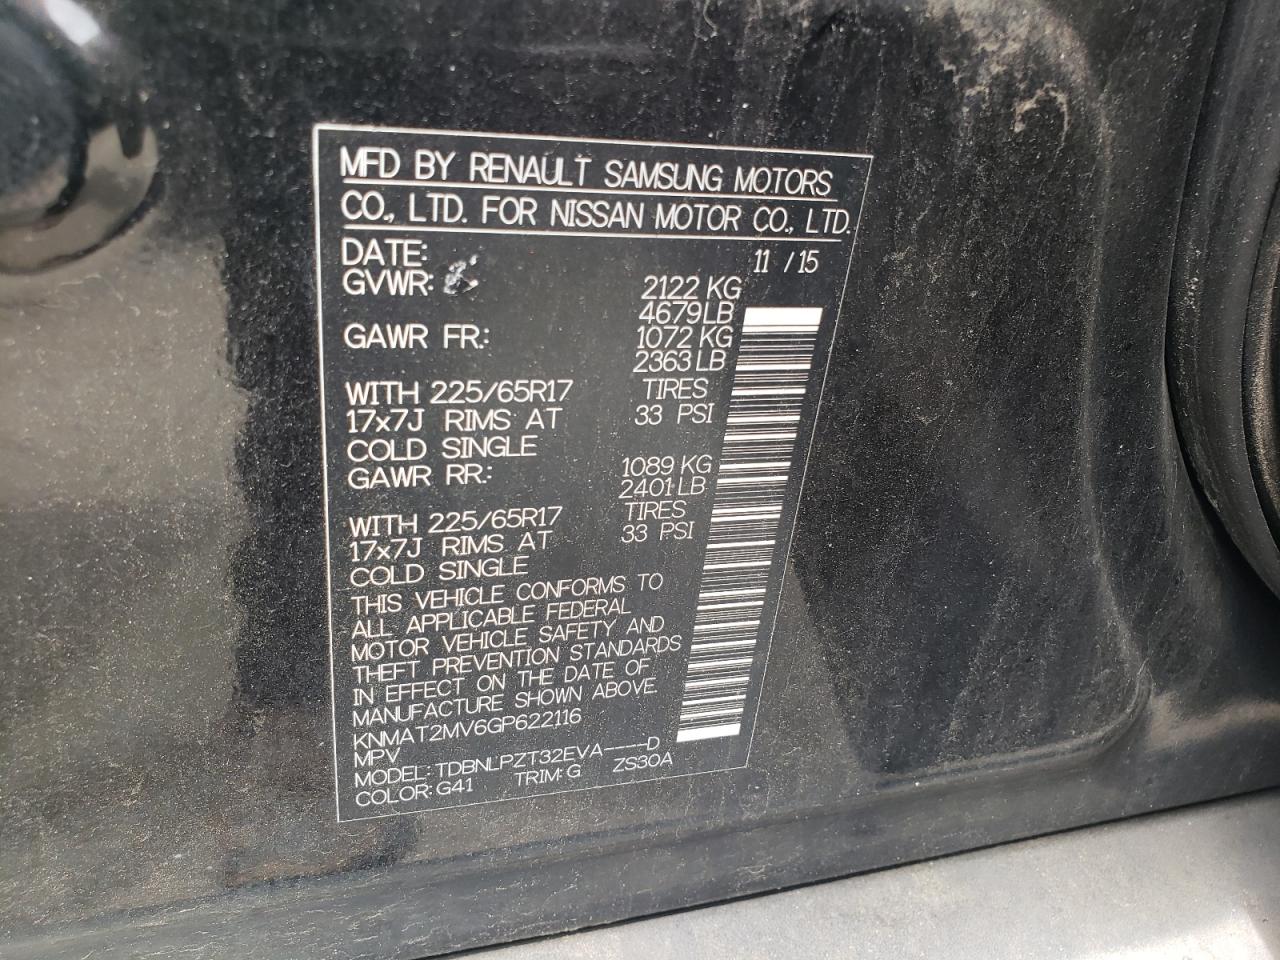 MFD BY RENAULT SAMSUNG MOTORS
CO., LTD. FOR NISSAN MOTOR CO., LTD.
DATE: 11 / 15
GVWR: 2122 KG
4679 LB
GAWR FR: 1072 KG
2363 LB
WITH 225/65R17 TIRES
17x7J RIMS AT 33 PSI
COLD SINGLE
GAWR RR: 1089 KG
2401 LB
WITH 225/65R17 TIRES
17x7J RIMS AT 33 PSI
COLD SINGLE
THIS VEHICLE CONFORMS TO
ALL APPLICABLE FEDERAL
MOTOR VEHICLE SAFETY AND
THEFT PREVENTION STANDARDS
IN EFFECT ON THE DATE OF
MANUFACTURE SHOWN ABOVE.
KNMAT2MV6GP622116
MPV
MODEL: TDBNLPZT32EVA----D
COLOR: G41 TRIM: G ZS30A